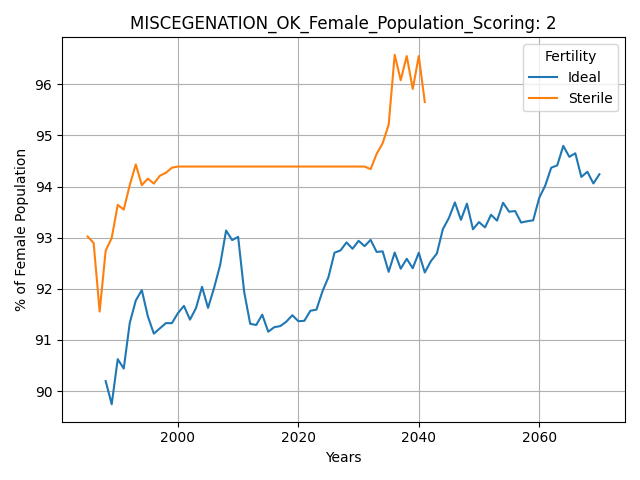 MISCEGENATION_OK_Female_Population_Scoring: 2
Fertility
Ideal
Sterile
% of Female Population
96
95
94
93
92
91
90
2000
2020
2040
2060
Years